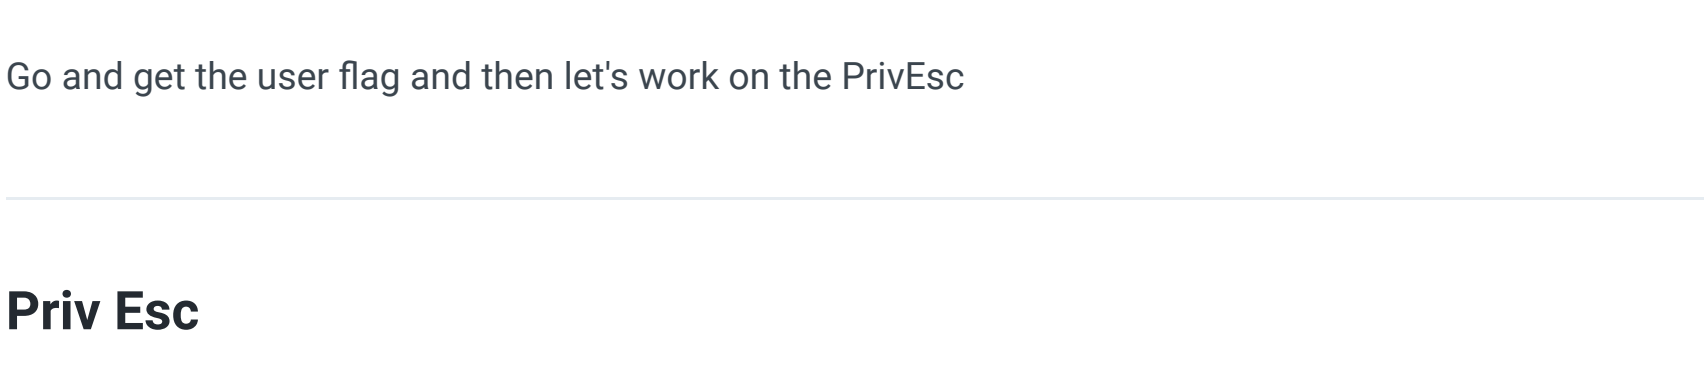 Go and get the user flag and then let's work on the PrivEsc
Priv Esc